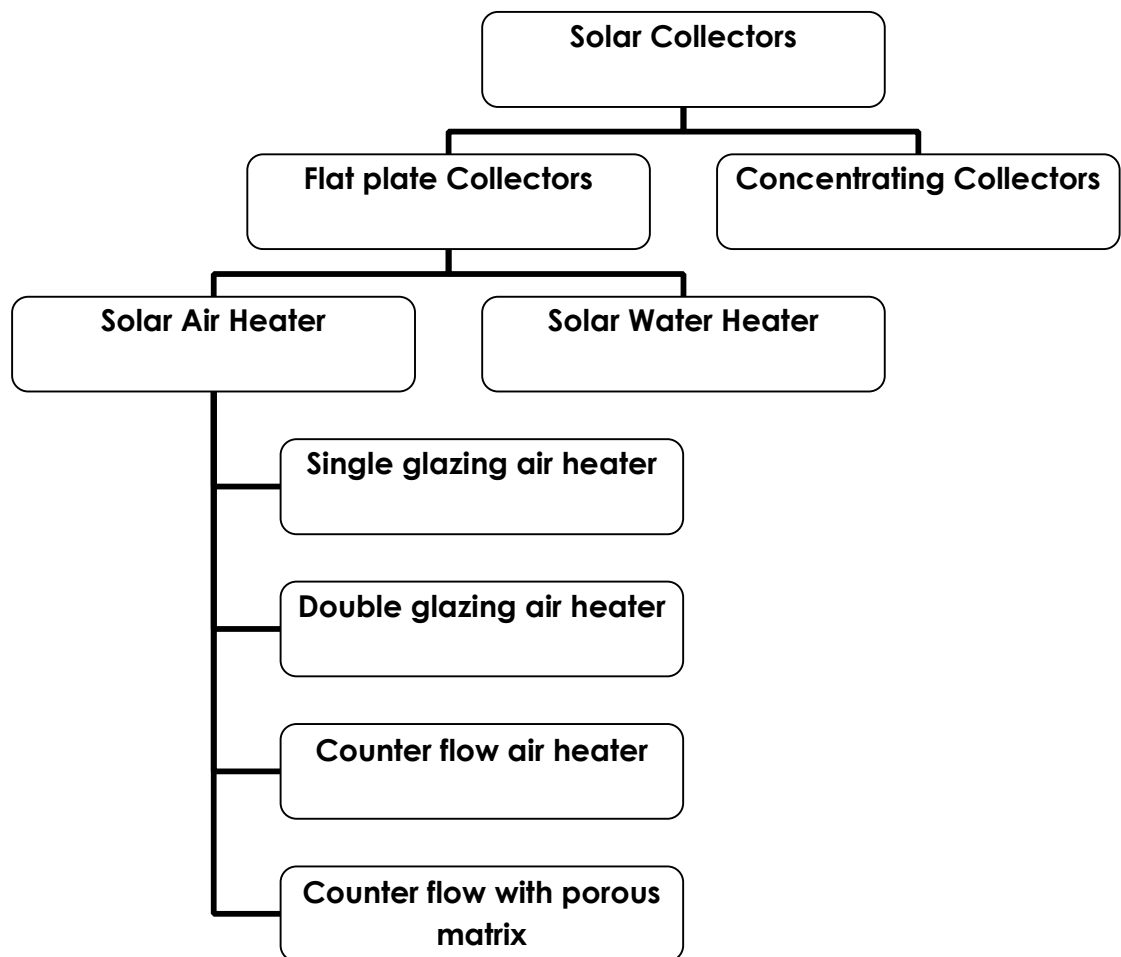 Solar Collectors
Flat plate Collectors
Concentrating Collectors
Solar Air Heater
Solar Water Heater
Single glazing air heater
Double glazing air heater
Counter flow air heater
Counter flow with porous
matrix